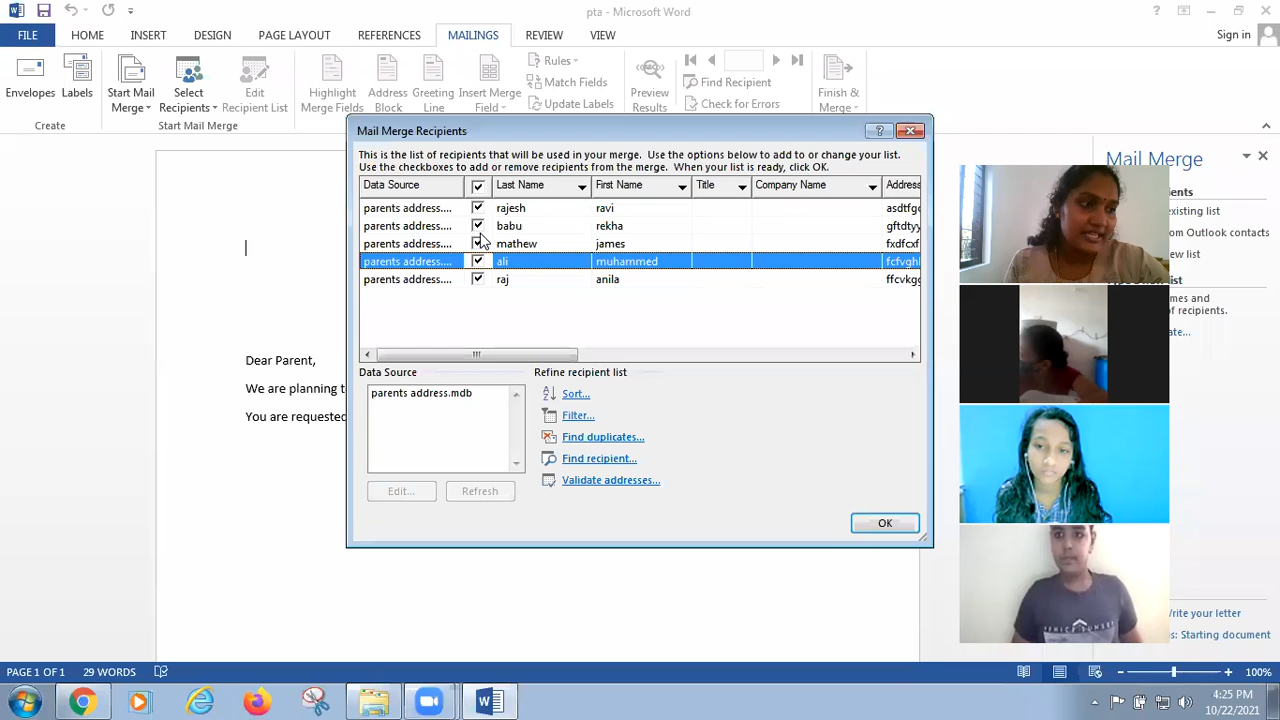 pta - Microsoft Word
FILE HOME INSERT DESIGN PAGE LAYOUT REFERENCES MAILINGS REVIEW VIEW Sign in
Envelopes
Labels
Create
Start Mail Merge
Select Recipients
Edit Recipient List
Start Mail Merge
Highlight Merge Fields
Address Block
Greeting Line
Insert Merge Field
Rules
Match Fields
Update Labels
Preview Results
Find Recipient
Check for Errors
Finish & Merge
Mail Merge Recipients
This is the list of recipients that will be used in your merge. Use the options below to add to or change your list.
Use the checkboxes to add or remove recipients from the merge. When your list is ready, click OK.
Data Source Last Name First Name Title Company Name Address
parents address.... rajesh ravi
parents address.... babu rekha
parents address.... mathew james
parents address.... ali muhammed
parents address.... raj anila
Data Source
parents address.mdb
Edit... Refresh
Refine recipient list
Sort...
Filter...
Find duplicates...
Find recipient...
Validate addresses...
OK
Dear Parent,
We are planning
You are requested
Mail Merge
xisting list
om Outlook contacts
w list
mes and
of recipients.
rite your letter
s: Starting document
PAGE 1 OF 1 29 WORDS 100%
4:25 PM
10/22/2021